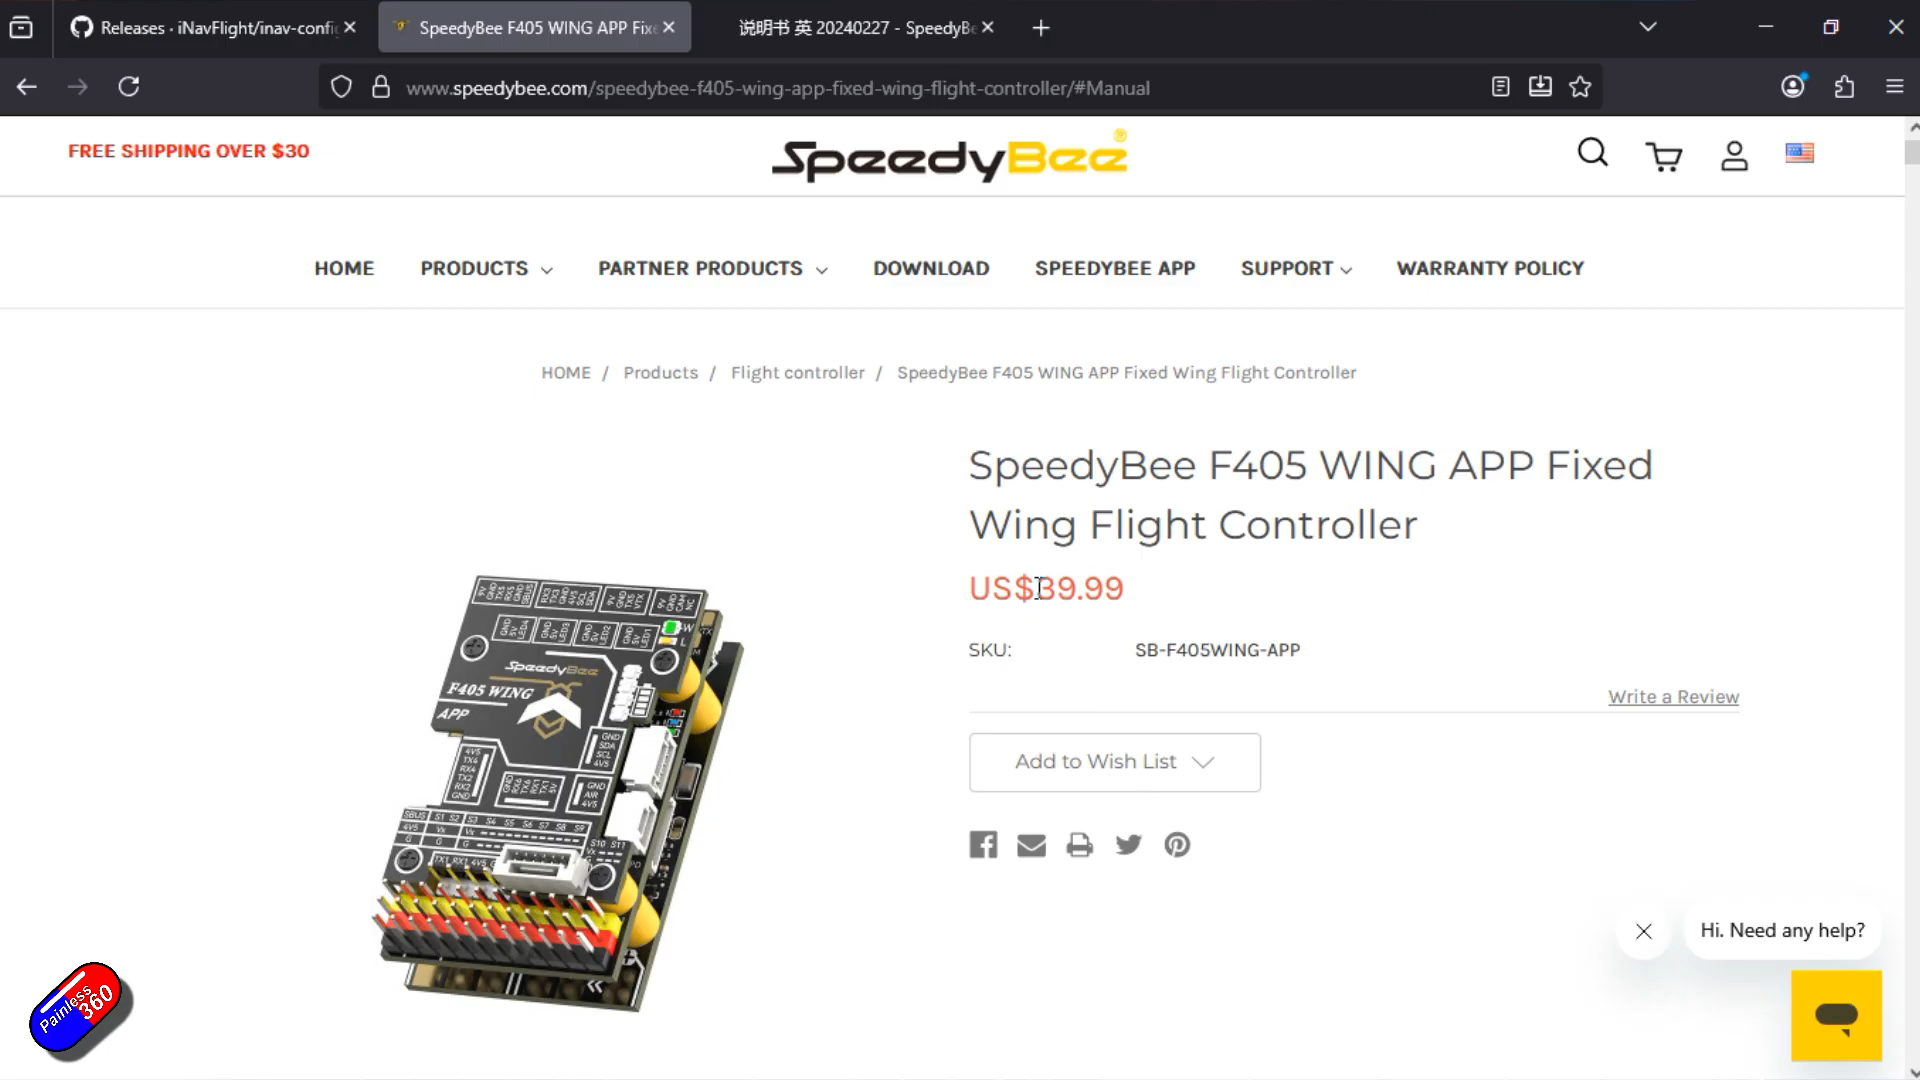 Releases · iNavFlight/inav-confi
SpeedyBee F405 WING APP Fixe
说明书 英 20240227 - SpeedyBe
www.speedybee.com/speedybee-f405-wing-app-fixed-wing-flight-controller/#Manual
FREE SHIPPING OVER $30
SpeedyBee®
HOME PRODUCTS PARTNER PRODUCTS DOWNLOAD SPEEDYBEE APP SUPPORT WARRANTY POLICY
HOME / Products / Flight controller / SpeedyBee F405 WING APP Fixed Wing Flight Controller
SpeedyBee F405 WING APP Fixed
Wing Flight Controller
US$39.99
SKU: SB-F405WING-APP
Write a Review
Add to Wish List
SpeedyBee
F405 WING
APP
Hi. Need any help?
Painless
360